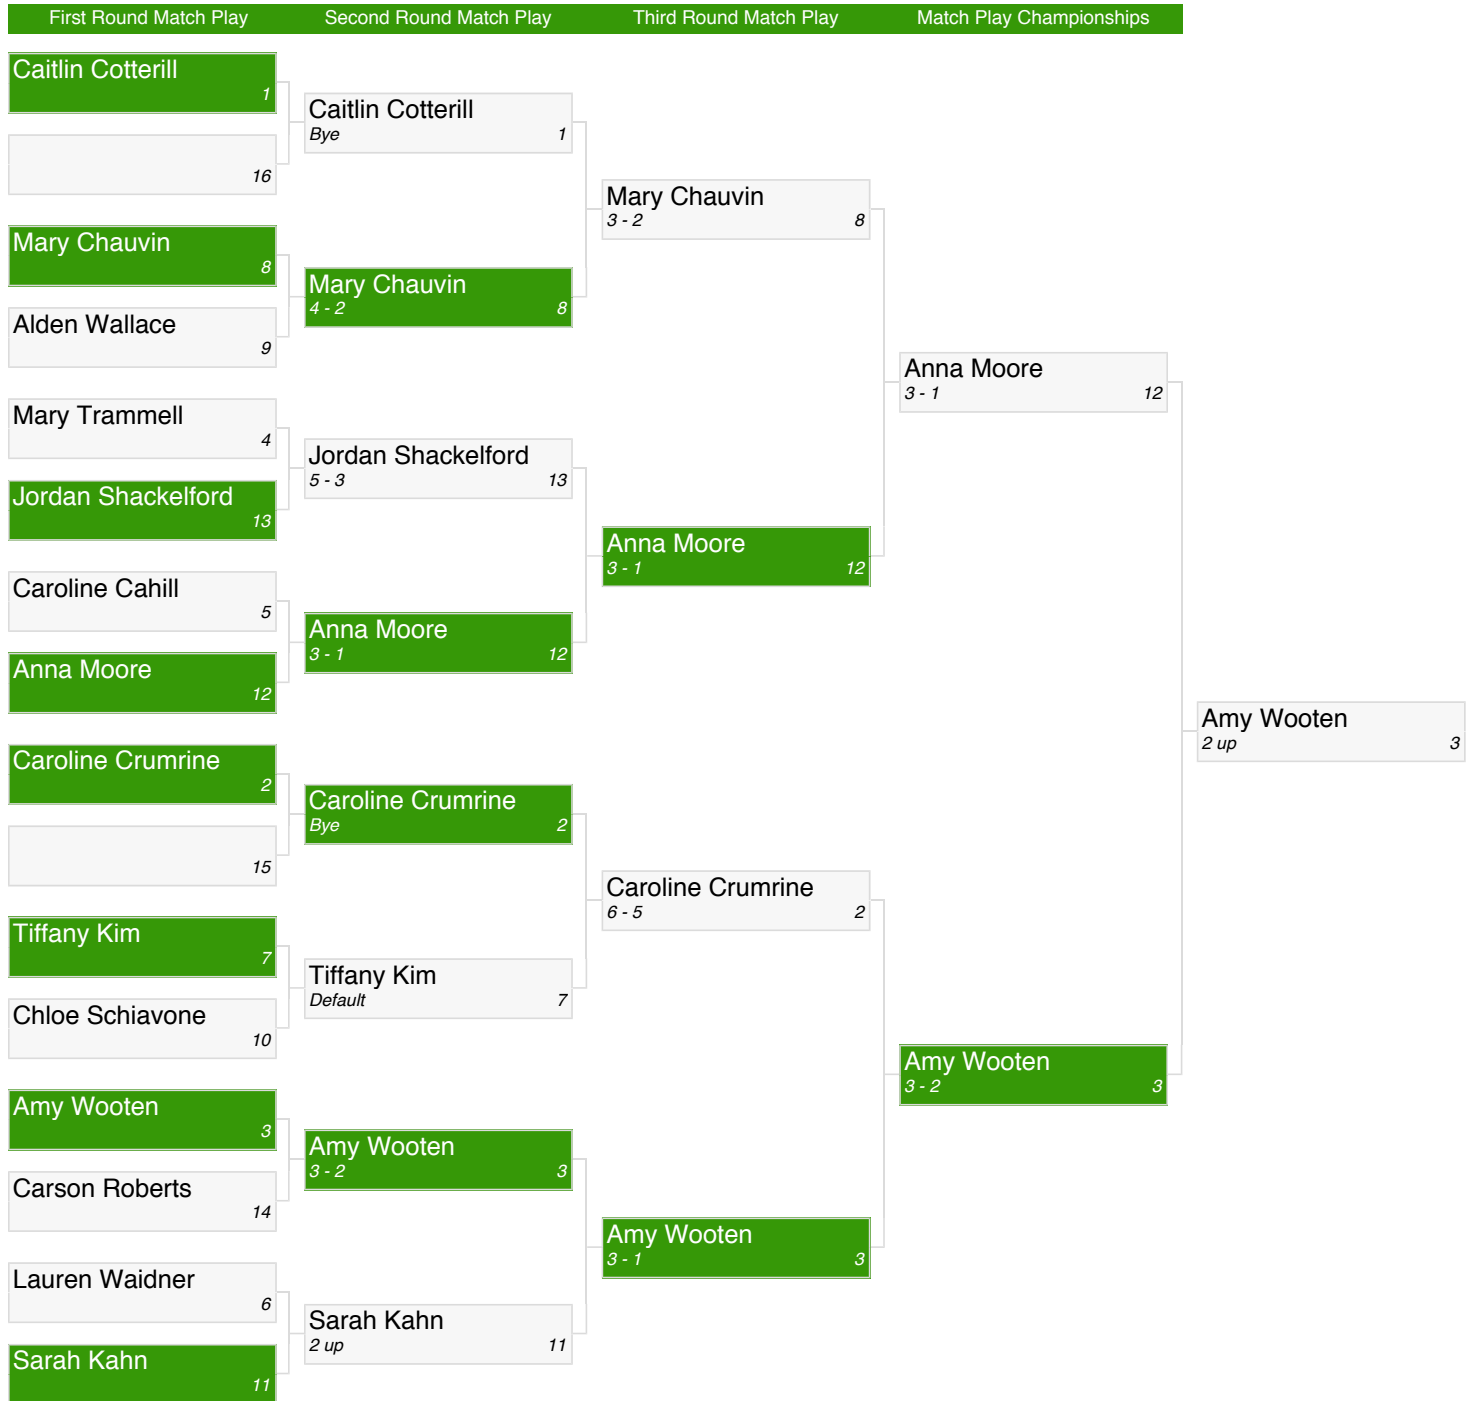 First Round Match Play
Second Round Match Play
Third Round Match Play
Match Play Championships
Caitlin Cotterill
1
16
Mary Chauvin
8
Alden Wallace
9
Mary Trammell
4
Jordan Shackelford
13
Caroline Cahill
5
Anna Moore
12
Caroline Crumrine
2
15
Tiffany Kim
7
Chloe Schiavone
10
Amy Wooten
3
Carson Roberts
14
Lauren Waidner
6
Sarah Kahn
11
Caitlin Cotterill
Bye 1
Mary Chauvin
4 - 2 8
Jordan Shackelford
5 - 3 13
Anna Moore
3 - 1 12
Caroline Crumrine
Bye 2
Tiffany Kim
Default 7
Amy Wooten
3 - 2 3
Sarah Kahn
2 up 11
Mary Chauvin
3 - 2 8
Anna Moore
3 - 1 12
Caroline Crumrine
6 - 5 2
Amy Wooten
3 - 1 3
Anna Moore
3 - 1 12
Amy Wooten
3 - 2 3
Amy Wooten
2 up 3